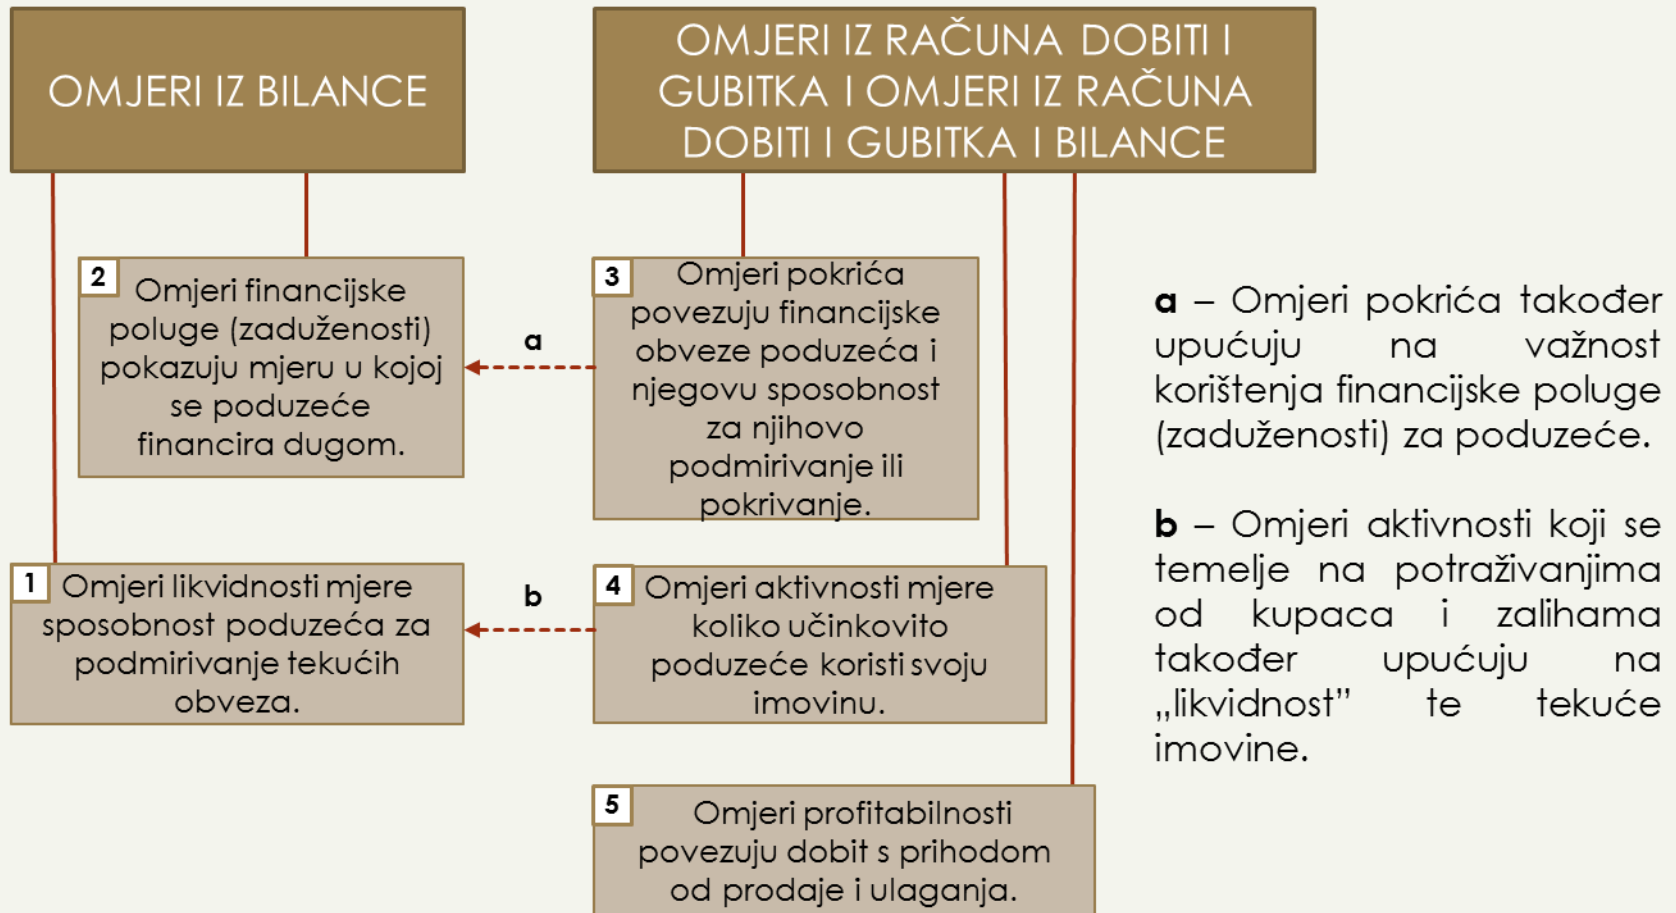 OMJERI IZ BILANCE
OMJERI IZ RAČUNA DOBITI I
GUBITKA I OMJERI IZ RAČUNA
DOBITI I GUBITKA I BILANCE
2
Omjeri financijske
poluge (zaduženosti)
pokazuju mjeru u kojoj
se poduzeće
financira dugom.
a
3
Omjeri pokrića
povezuju financijske
obveze poduzeća i
njegovu sposobnost
za njihovo
podmirivanje ili
pokrivanje.
1
Omjeri likvidnosti mjere
sposobnost poduzeća za
podmirivanje tekućih
obveza.
b
4
Omjeri aktivnosti mjere
koliko učinkovito
poduzeće koristi svoju
imovinu.
5
Omjeri profitabilnosti
povezuju dobit s prihodom
od prodaje i ulaganja.
a – Omjeri pokrića također
upućuju na važnost
korištenja financijske poluge
(zaduženosti) za poduzeće.
b – Omjeri aktivnosti koji se
temelje na potraživanjima
od kupaca i zalihama
također upućuju na
„likvidnost” te tekuće
imovine.